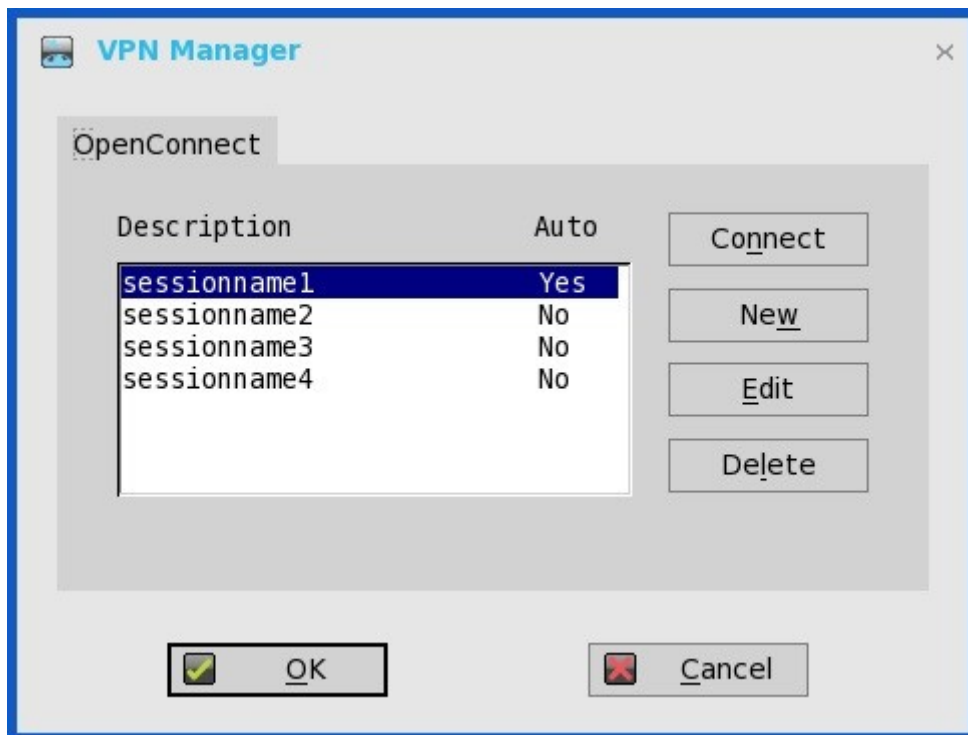 VPN Manager
OpenConnect
Description Auto
sessionname1 Yes
sessionname2 No
sessionname3 No
sessionname4 No
Connect
New
Edit
Delete
OK
Cancel